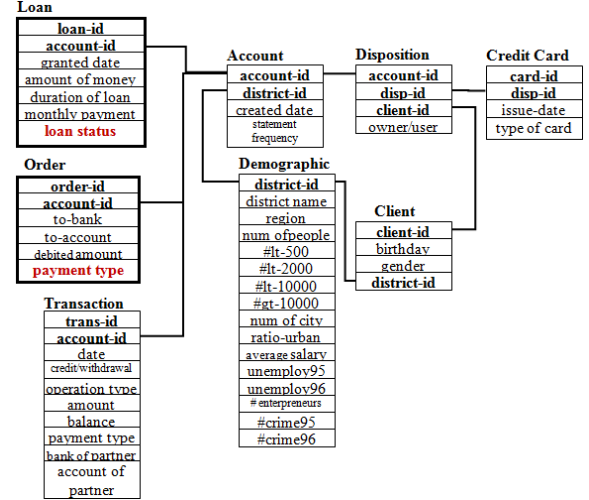 Loan
loan-id
account-id
granted date
amount of money
duration of loan
monthly payment
loan status
Order
order-id
account-id
to-bank
to-account
debited amount
payment type
Transaction
trans-id
account-id
date
credit/withdrawal
operation type
amount
balance
payment type
bank of partner
account of
partner
Account
account-id
district-id
created date
statement
frequency
Demographic
district-id
district name
region
num ofpeople
#lt-500
#lt-2000
#lt-10000
#gt-10000
num of city
ratio-urban
average salary
unemploy95
unemploy96
# enterpreneurs
#crime95
#crime96
Disposition
account-id
disp-id
client-id
owner/user
Client
client-id
birthday
gender
district-id
Credit Card
card-id
disp-id
issue-date
type of card